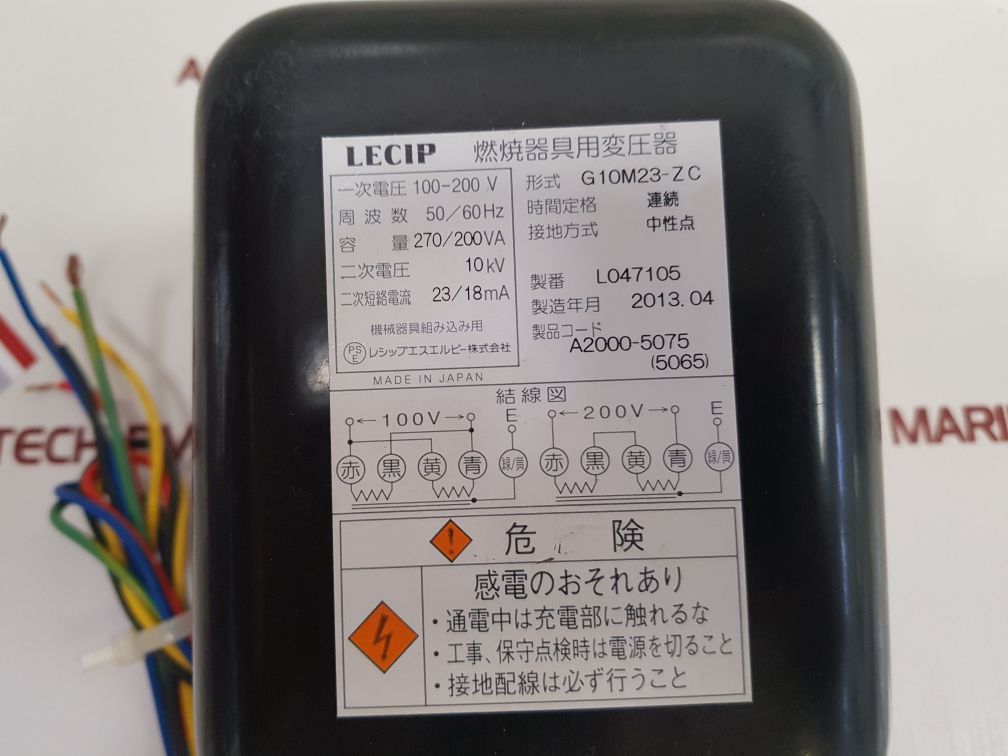 LECIP 燃焼器具用変圧器
一次電圧 100-200 V
周波数 50/60Hz
容量 270/200VA
二次電圧 10kV
二次短絡電流 23/18mA
機械器具組み込み用
PS E レシップエスエルピー株式会社
MADE IN JAPAN
形式 G10M23-ZC
時間定格 連続
接地方式 中性点
製番 L047105
製造年月 2013.04
製品コード
A2000-5075
(5065)
結線図
←100V→ E ←200V→ E
赤 黒 黄 青 緑/黄 赤 黒 黄 青 緑/黄
! 危険
感電のおそれあり
・通電中は充電部に触れるな
・工事、保守点検時は電源を切ること
・接地配線は必ず行うこと
A
TECH
MARI